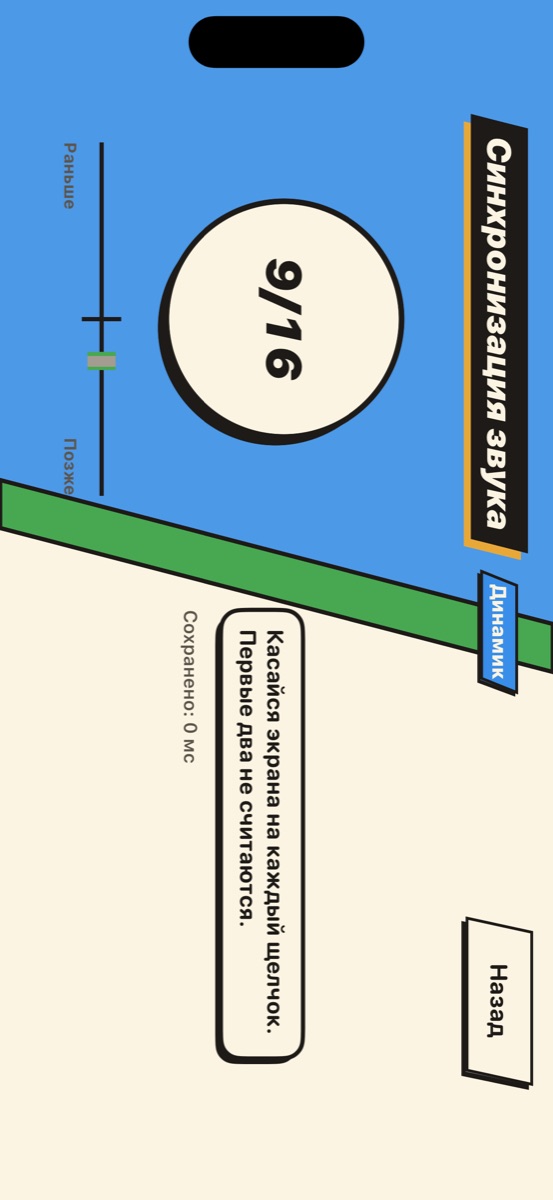 Синхронизация звука
Динамик
Назад
9/16
Касайся экрана на каждый щелчок.
Первые два не считаются.
Сохранено: 0 мс
Раньше
Позже